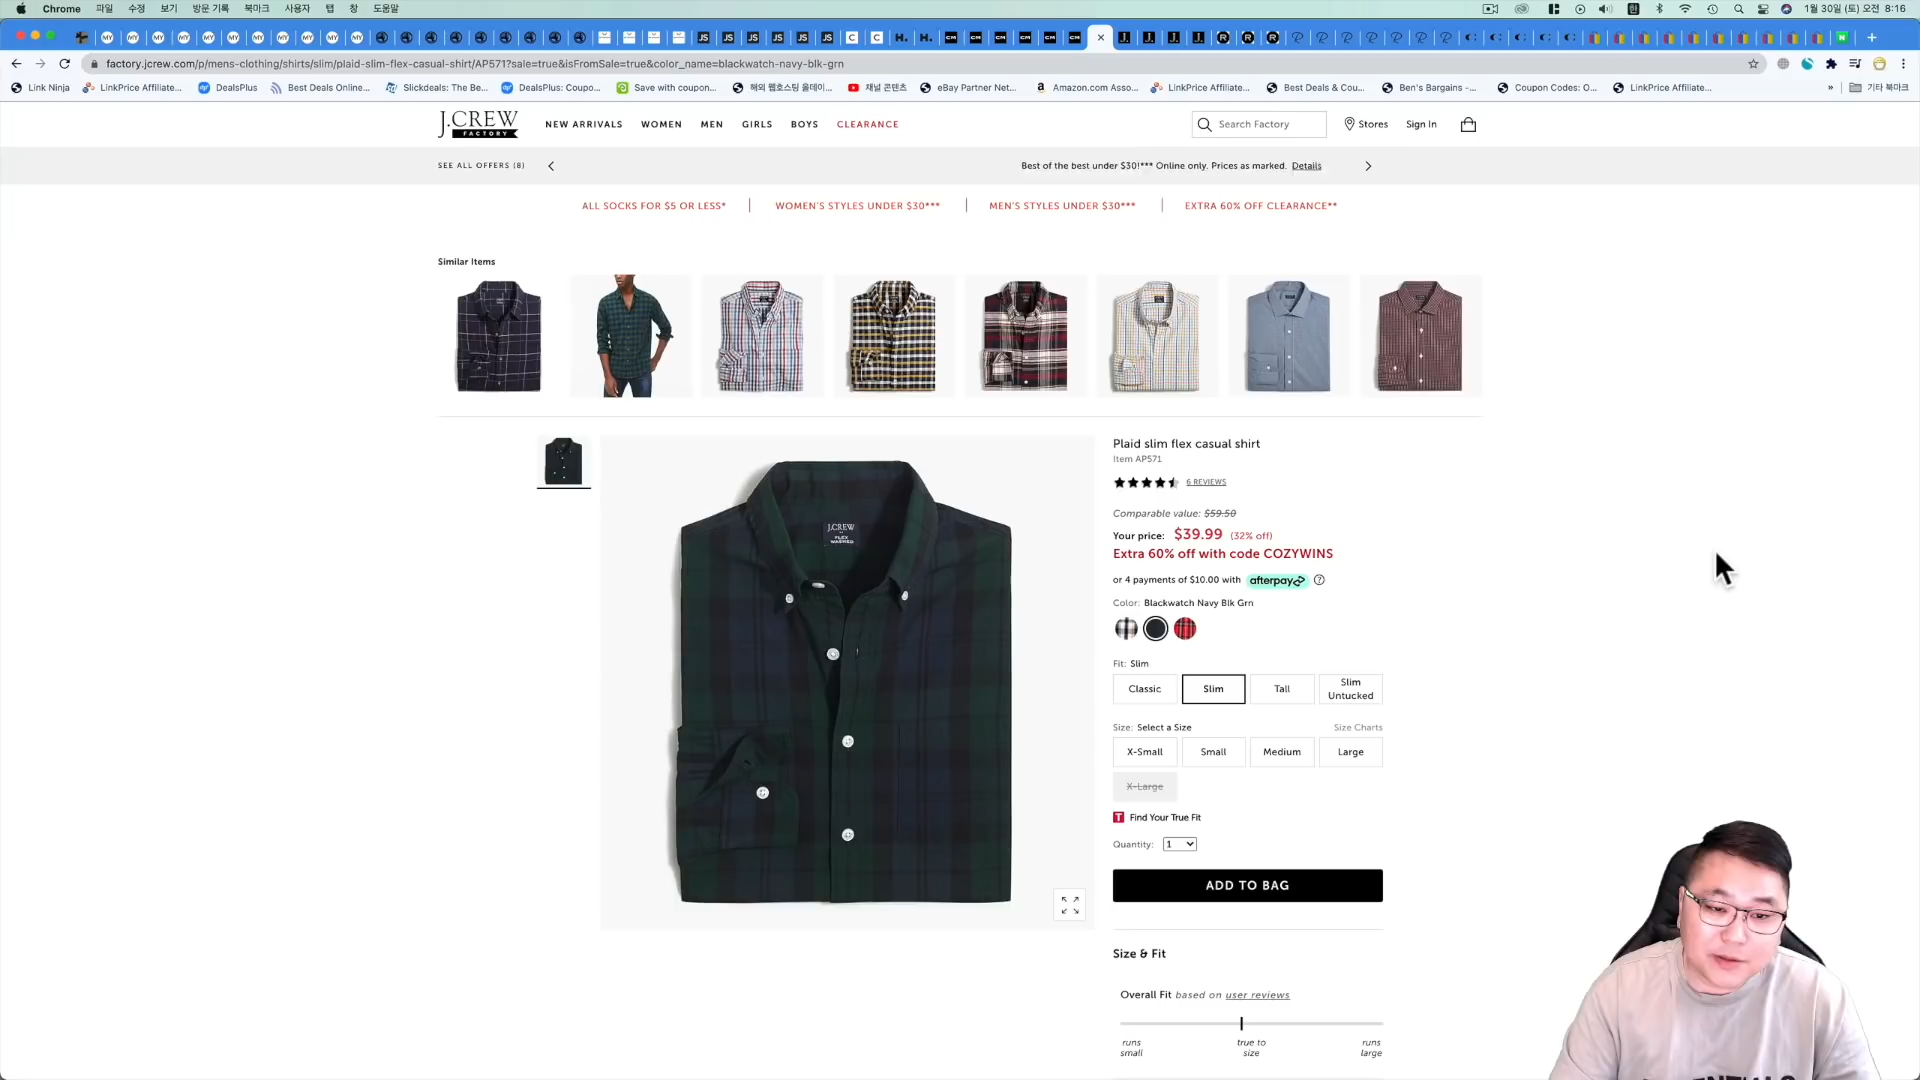 Chrome 파일 수정 보기 방문 기록 북마크 사용자 탭 창 도움말 1월 30일 (토) 오전 8:16
factory.jcrew.com/p/mens-clothing/shirts/slim/plaid-slim-flex-casual-shirt/AP571?sale=true&isFromSale=true&color_name=blackwatch-navy-blk-grn
Link Ninja LinkPrice Affiliate... DealsPlus Best Deals Online... Slickdeals: The Be... DealsPlus: Coupo... Save with coupon... 해외 웹호스팅 올데이... 채널 콘텐츠 eBay Partner Net... Amazon.com Asso... LinkPrice Affiliate... Best Deals & Cou... Ben's Bargains -... Coupon Codes: O... LinkPrice Affiliate... » 기타 북마크
J.CREW
FACTORY
NEW ARRIVALS WOMEN MEN GIRLS BOYS CLEARANCE Search Factory Stores Sign In
SEE ALL OFFERS (8) Best of the best under $30!*** Online only. Prices as marked. Details
ALL SOCKS FOR $5 OR LESS* WOMEN'S STYLES UNDER $30*** MEN'S STYLES UNDER $30*** EXTRA 60% OFF CLEARANCE**
Similar Items
J.CREW
FLEX
WASHED
Plaid slim flex casual shirt
Item AP571
6 REVIEWS
Comparable value: $59.50
Your price: $39.99 (32% off)
Extra 60% off with code COZYWINS
or 4 payments of $10.00 with afterpay ?
Color: Blackwatch Navy Blk Grn
Fit: Slim
Classic Slim Tall Slim Untucked
Size: Select a Size Size Charts
X-Small Small Medium Large
X-Large
T Find Your True Fit
Quantity: 1
ADD TO BAG
Size & Fit
Overall Fit based on user reviews
runs small true to size runs large